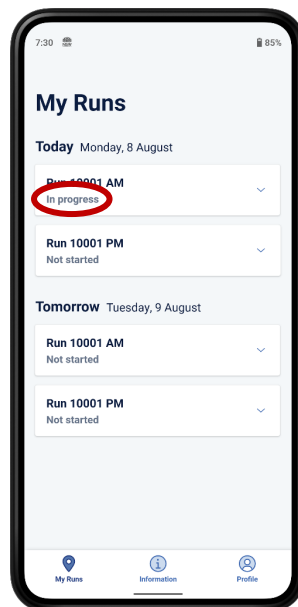 7:30 85%
My Runs
Today Monday, 8 August
Run 10001 AM
In progress
Run 10001 PM
Not started
Tomorrow Tuesday, 9 August
Run 10001 AM
Not started
Run 10001 PM
Not started
My Runs Information Profile